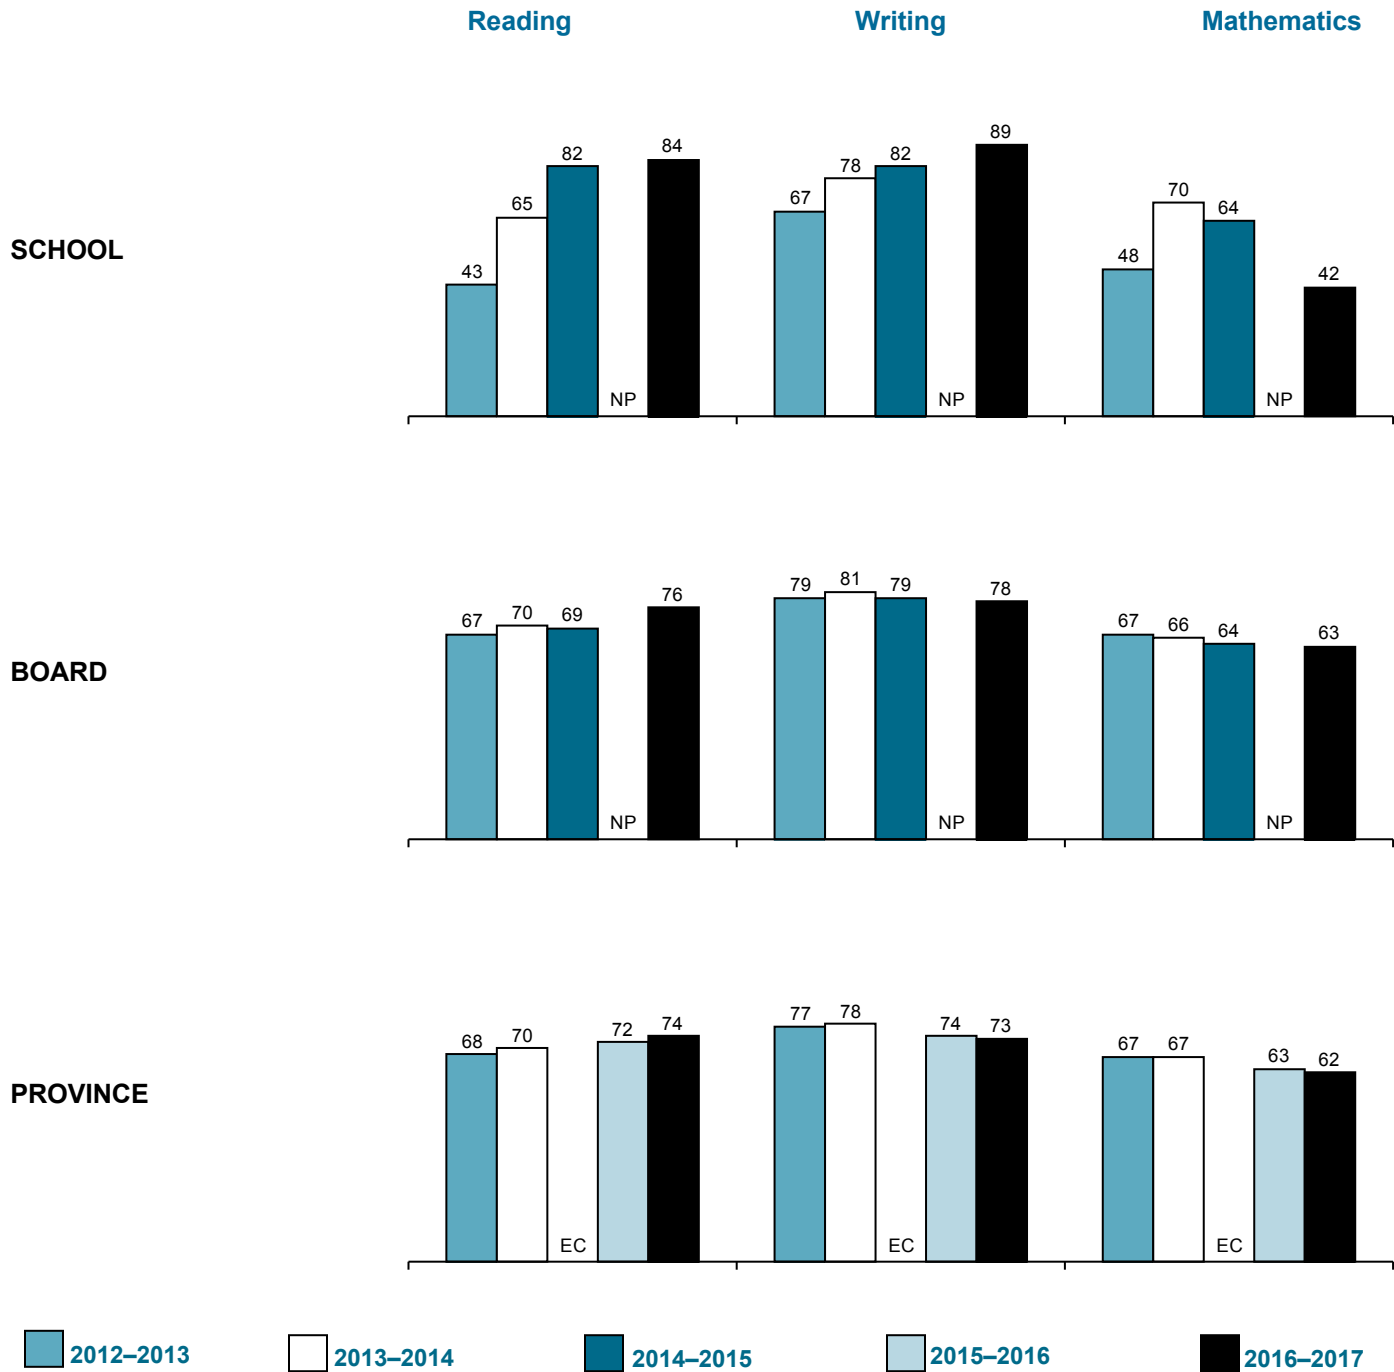 Reading Writing Mathematics
SCHOOL
43 65 82 NP 84 67 78 82 NP 89 48 70 64 NP 42
BOARD
67 70 69 NP 76 79 81 79 NP 78 67 66 64 NP 63
PROVINCE
68 70 EC 72 74 77 78 EC 74 73 67 67 EC 63 62
2012–2013 2013–2014 2014–2015 2015–2016 2016–2017